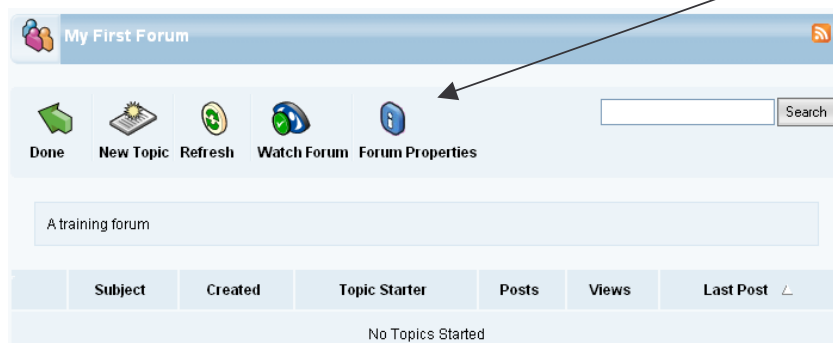 My First Forum
Search
Done New Topic Refresh Watch Forum Forum Properties
A training forum
Subject Created Topic Starter Posts Views Last Post
No Topics Started